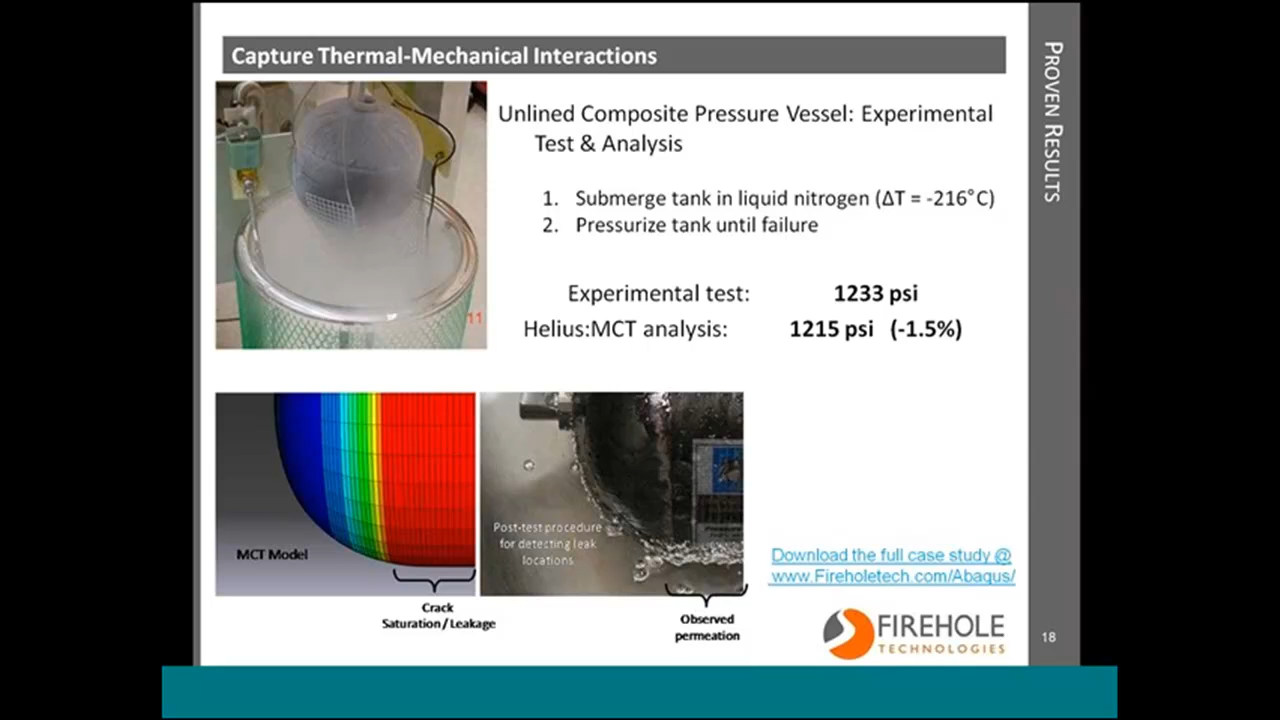 Capture Thermal-Mechanical Interactions
PROVEN RESULTS
Unlined Composite Pressure Vessel: Experimental
Test & Analysis
1. Submerge tank in liquid nitrogen (ΔT = -216°C)
2. Pressurize tank until failure
Experimental test: 1233 psi
Helius:MCT analysis: 1215 psi (-1.5%)
11
MCT Model
Post-test procedure
for detecting leak
locations
Crack
Saturation / Leakage
Observed
permeation
Download the full case study @
www.Fireholetech.com/Abaqus/
FIREHOLE
TECHNOLOGIES
18